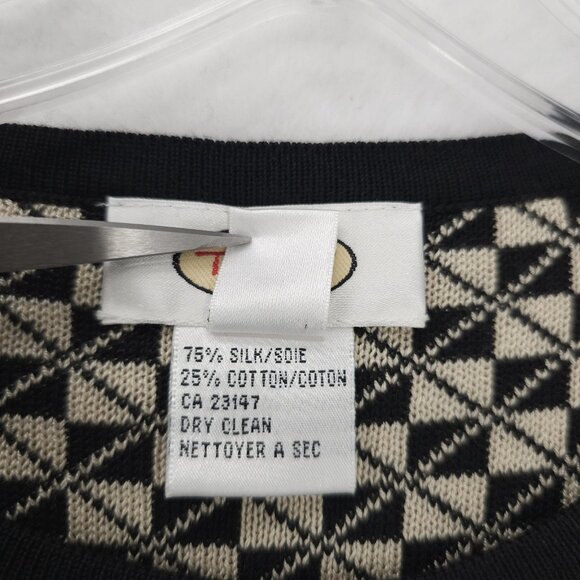 75% SILK/SOIE
25% COTTON/COTON
CA 23147
DRY CLEAN
NETTOYER A SEC